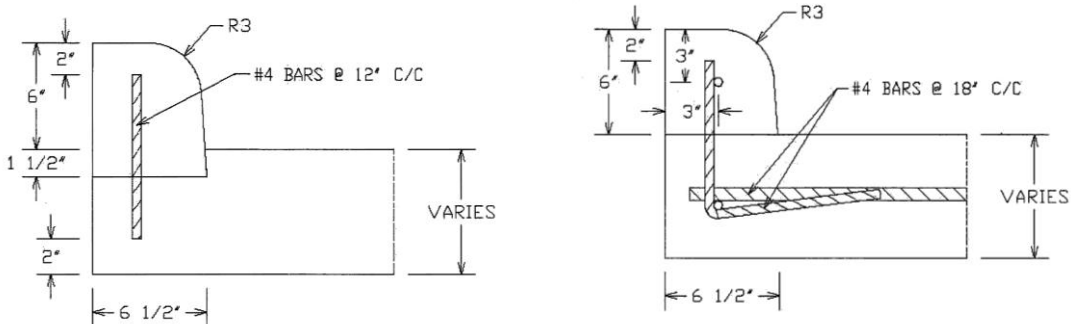 R3
2"
#4 BARS @ 12" C/C
6"
1 1/2"
VARIES
2"
6 1/2"
R3
2"
3"
6"
#4 BARS @ 18" C/C
3"
VARIES
6 1/2"